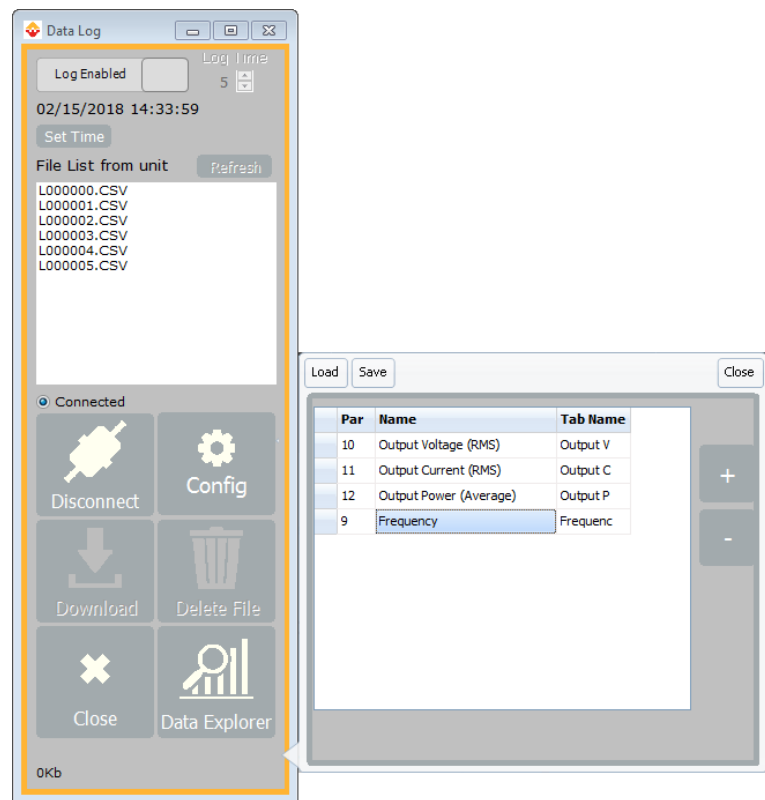 Data Log
Log Enabled
Log Time
5
02/15/2018 14:33:59
Set Time
File List from unit
Refresh
L000000.CSV
L000001.CSV
L000002.CSV
L000003.CSV
L000004.CSV
L000005.CSV
Connected
Disconnect
Config
Download
Delete File
Close
Data Explorer
0Kb
Load
Save
Close
Par Name Tab Name
10 Output Voltage (RMS) Output V
11 Output Current (RMS) Output C
12 Output Power (Average) Output P
9 Frequency Frequenc
+
-